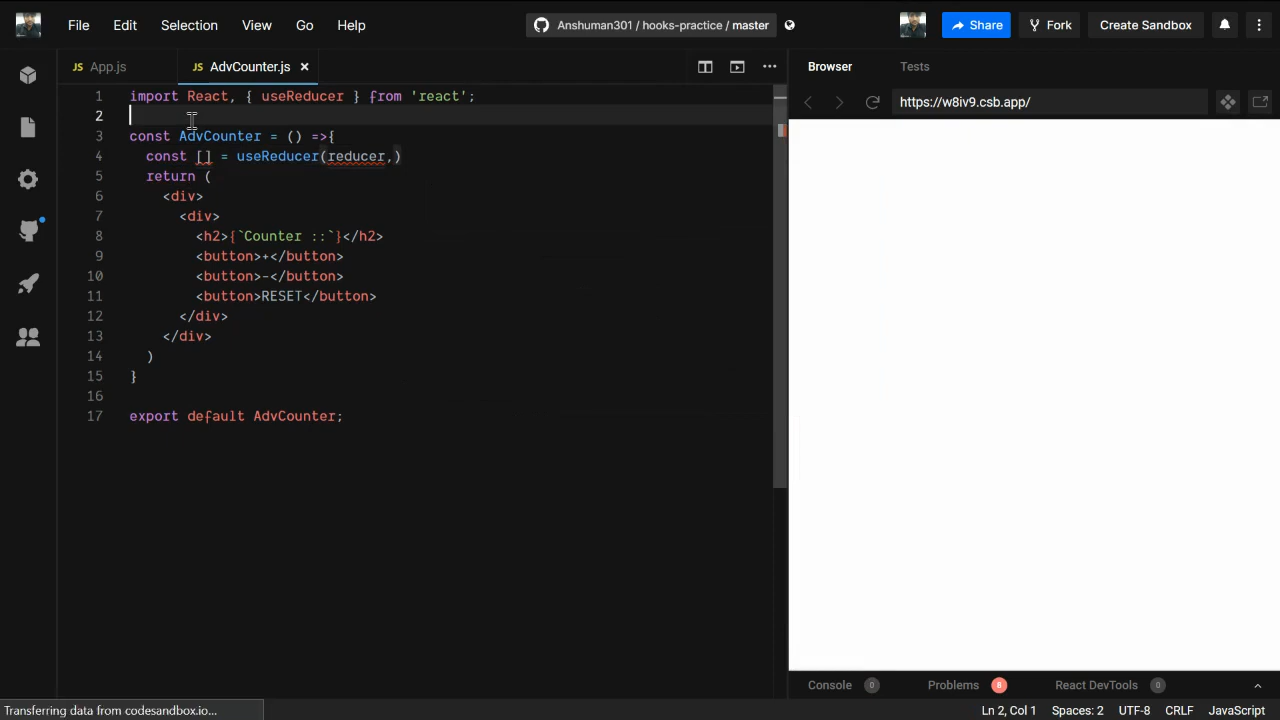 File Edit Selection View Go Help
Anshuman301 / hooks-practice / master
Share
Fork
Create Sandbox
JS App.js
JS AdvCounter.js
Browser
Tests
https://w8iv9.csb.app/
1 import React, { useReducer } from 'react';
2
3 const AdvCounter = () =>{
4 const [] = useReducer(reducer,)
5 return (
6 <div>
7 <div>
8 <h2>{`Counter ::`}</h2>
9 <button>+</button>
10 <button>-</button>
11 <button>RESET</button>
12 </div>
13 </div>
14 )
15 }
16
17 export default AdvCounter;
Console 0
Problems 8
React DevTools 0
Transferring data from codesandbox.io...
Ln 2, Col 1
Spaces: 2
UTF-8
CRLF
JavaScript